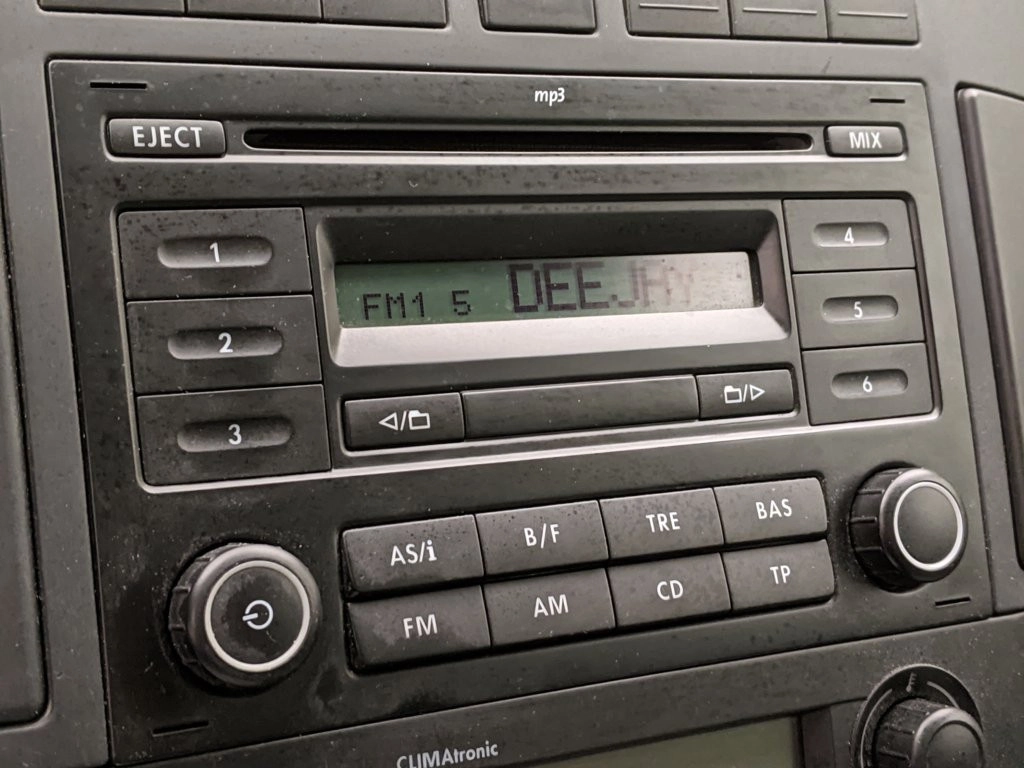 mp3
EJECT MIX
1 4
FM1 5 DEEJAY
2 5
3 6
AS/i B/F TRE BAS
FM AM CD TP
CLIMAtronic